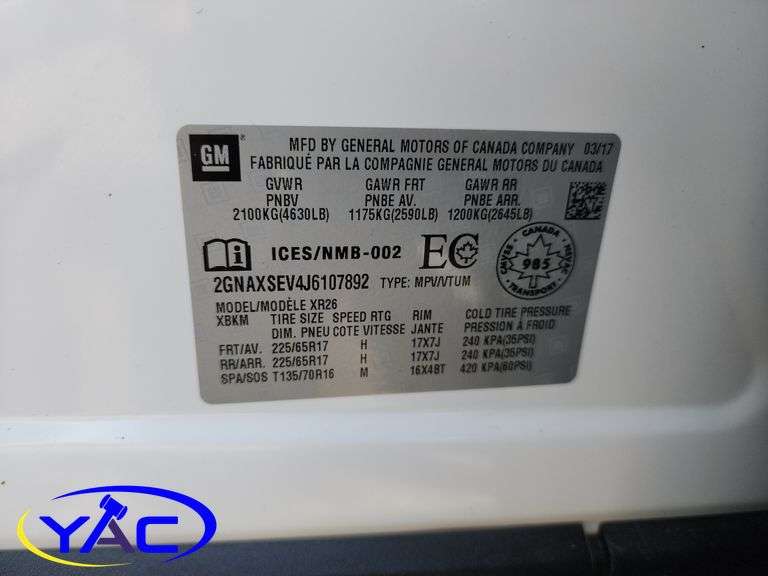 GM
MFD BY GENERAL MOTORS OF CANADA COMPANY 03/17
FABRIQUÉ PAR LA COMPAGNIE GENERAL MOTORS DU CANADA
GVWR GAWR FRT GAWR RR
PNBV PNBE AV. PNBE ARR.
2100KG(4630LB) 1175KG(2590LB) 1200KG(2645LB)
ICES/NMB-002 EC
CANADA
985
CMVSS NSVAC
2GNAXSEV4J6107892 TYPE: MPV/VTUM
MODEL/MODÈLE XR26
XBKM TIRE SIZE SPEED RTG RIM COLD TIRE PRESSURE
DIM. PNEU COTE VITESSE JANTE PRESSION À FROID
FRT/AV. 225/65R17 H 17X7J 240 KPA(35PSI)
RR/ARR. 225/65R17 H 17X7J 240 KPA(35PSI)
SPA/SOS T135/70R16 M 16X4BT 420 KPA(60PSI)
YAC